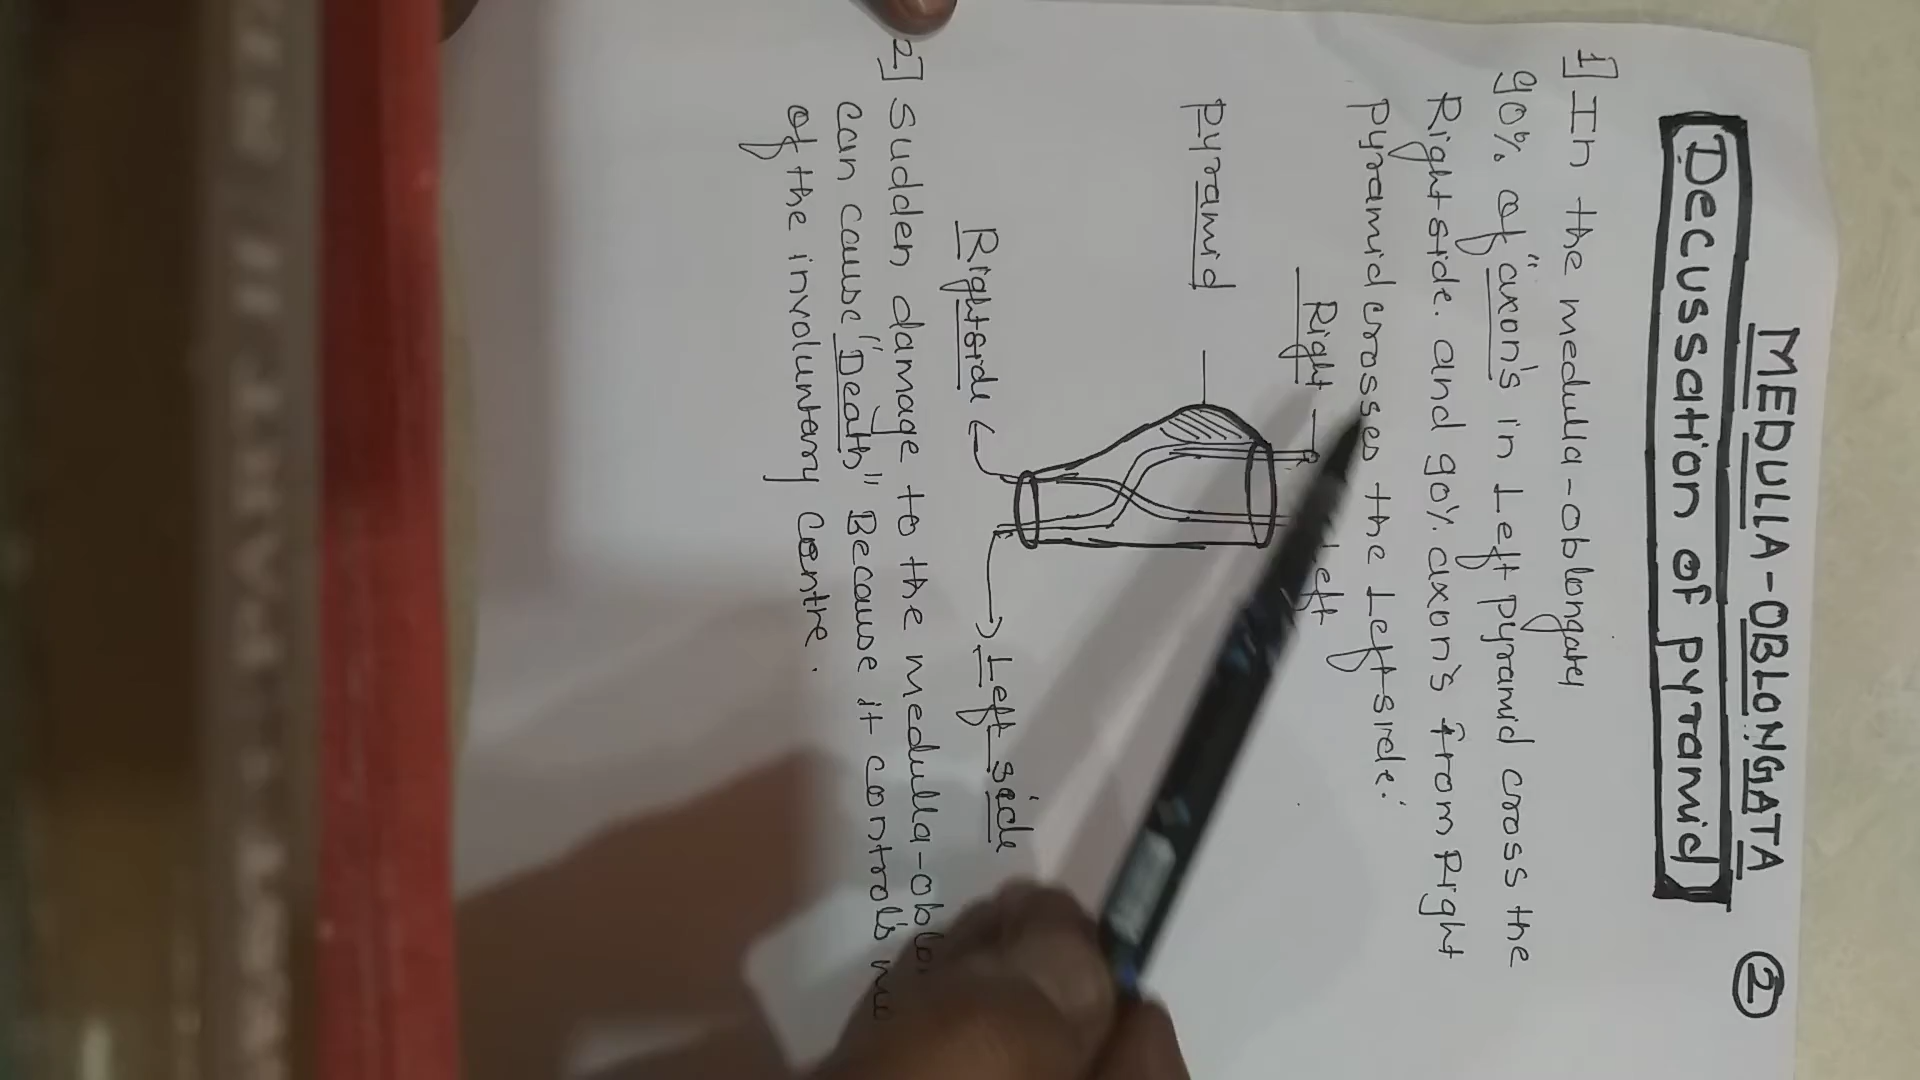 MEDULLA-OBLONGATA ②
Decussation of pyramid
1] In the medulla-oblongate
90% of "axon's in Left pyramid cross the
Right side. and 90% axon's from Right
pyramid crosses the Left side.
Right
Left
pyramid
Right side
Left side
2] sudden damage to the medulla-oblo
can cause "Death" Because it control's
of the involuntary centre.